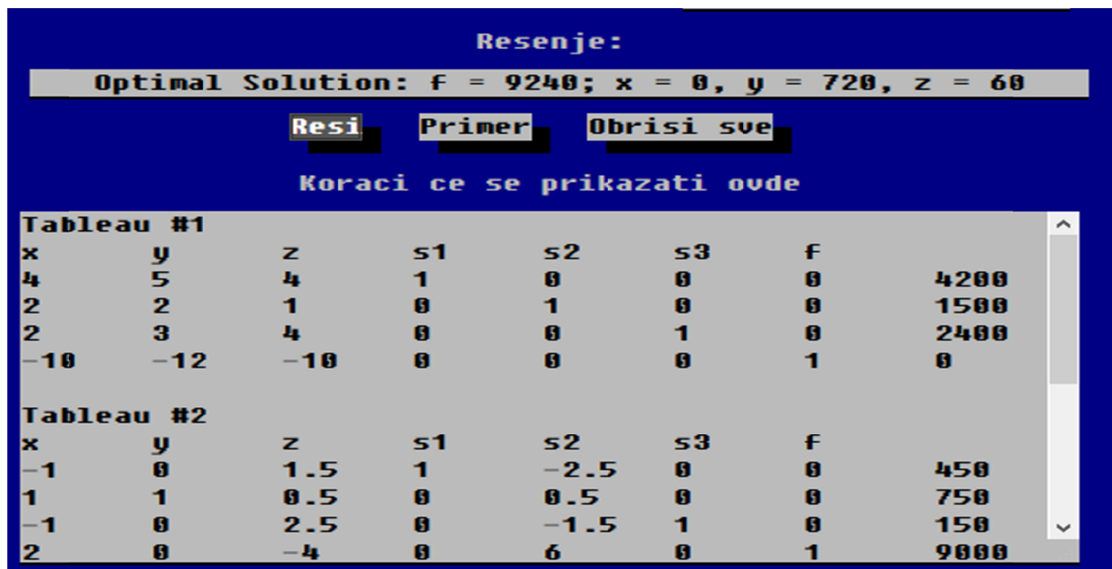 Resenje:
Optimal Solution: f = 9240; x = 0, y = 720, z = 60
Resi Primer Obrisi sve
Koraci ce se prikazati ovde
Tableau #1
x y z s1 s2 s3 f
4 5 4 1 0 0 0 4200
2 2 1 0 1 0 0 1500
2 3 4 0 0 1 0 2400
-10 -12 -10 0 0 0 1 0
Tableau #2
x y z s1 s2 s3 f
-1 0 1.5 1 -2.5 0 0 450
1 1 0.5 0 0.5 0 0 750
-1 0 2.5 0 -1.5 1 0 150
2 0 -4 0 6 0 1 9000